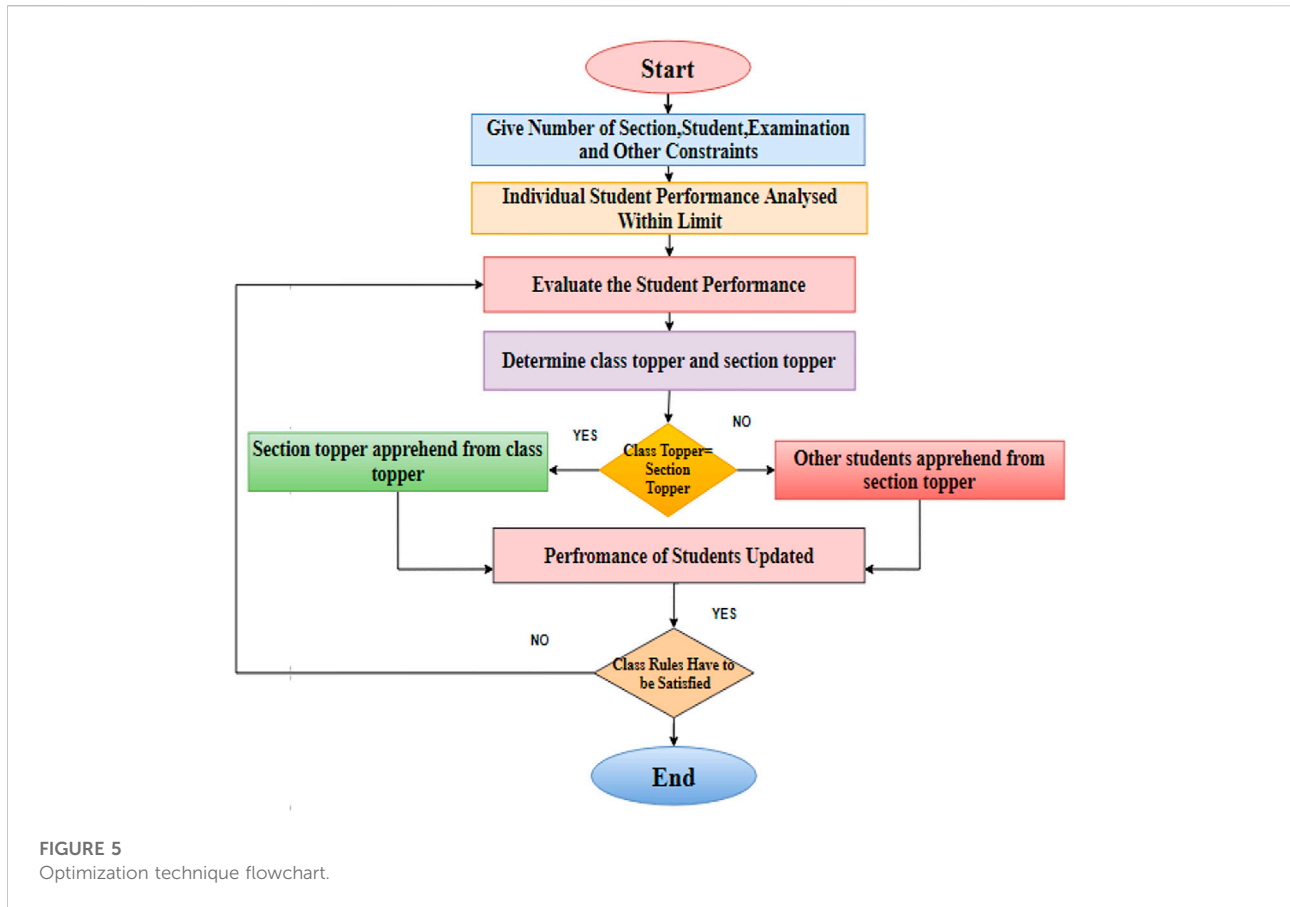 Start
Give Number of Section,Student,Examination
and Other Constraints
Individual Student Performance Analysed
Within Limit
Evaluate the Student Performance
Determine class topper and section topper
YES
NO
Class Topper=
Section
Topper
Section topper apprehend from class
topper
Other students apprehend from
section topper
Perfromance of Students Updated
YES
NO
Class Rules Have to
be Satisfied
End
FIGURE 5
Optimization technique flowchart.